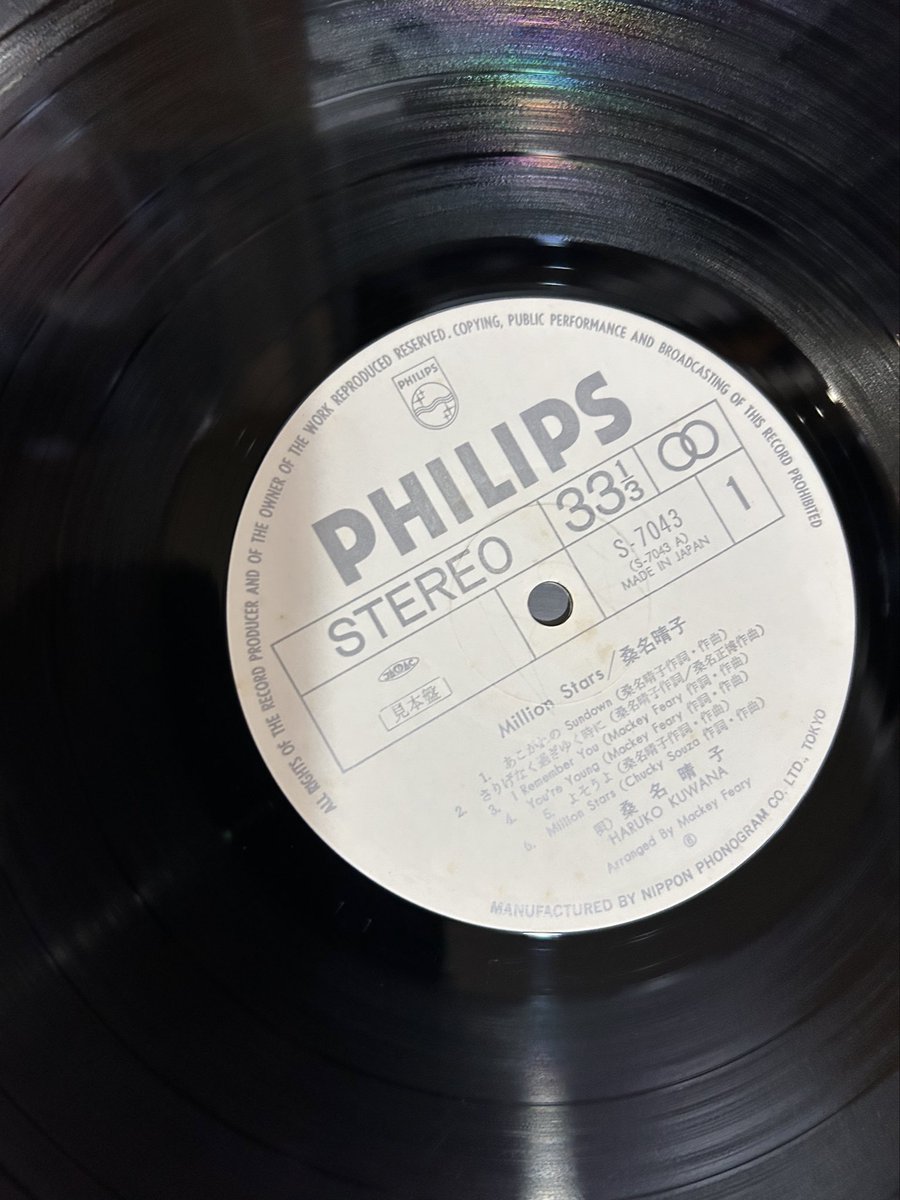 ALL RIGHTS OF THE RECORD PRODUCER AND OF THE OWNER OF THE WORK REPRODUCED RESERVED. COPYING, PUBLIC PERFORMANCE AND BROADCASTING OF THIS RECORD PROHIBITED
PHILIPS
PHILIPS
STEREO
33 1/3
1
S-7043
(S-7043 A)
MADE IN JAPAN
JASRAC
見本盤
Million Stars/桑名晴子
1. あこがれの Sundown (桑名晴子作詞・作曲)
2. さりげなく過ぎゆく時に (桑名晴子作詞/桑名正博作曲)
3. I Remember You (Mackey Feary 作詞・作曲)
4. You're Young (Mackey Feary 作詞・作曲)
5. よそうよ (桑名晴子作詞・作曲)
6. Million Stars (Chucky Souza 作詞・作曲)
唄) 桑名晴子
HARUKO KUWANA
Arranged By Mackey Feary
MANUFACTURED BY NIPPON PHONOGRAM CO. LTD., TOKYO